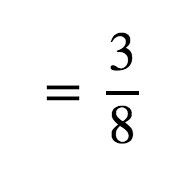 = 3/8